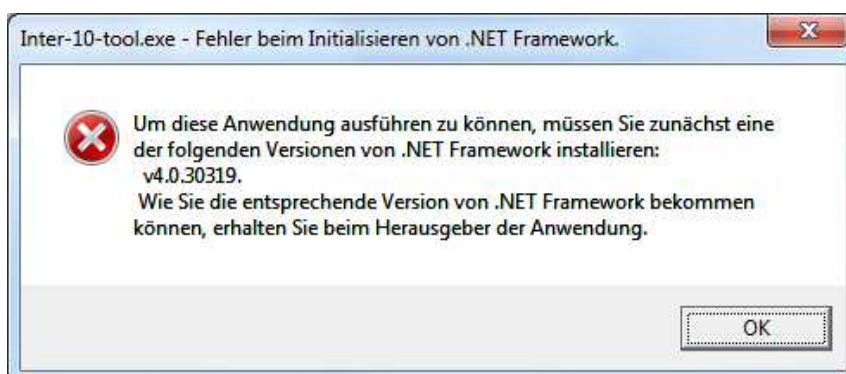 Inter-10-tool.exe - Fehler beim Initialisieren von .NET Framework.
Um diese Anwendung ausführen zu können, müssen Sie zunächst eine
der folgenden Versionen von .NET Framework installieren:
v4.0.30319.
Wie Sie die entsprechende Version von .NET Framework bekommen
können, erhalten Sie beim Herausgeber der Anwendung.
OK